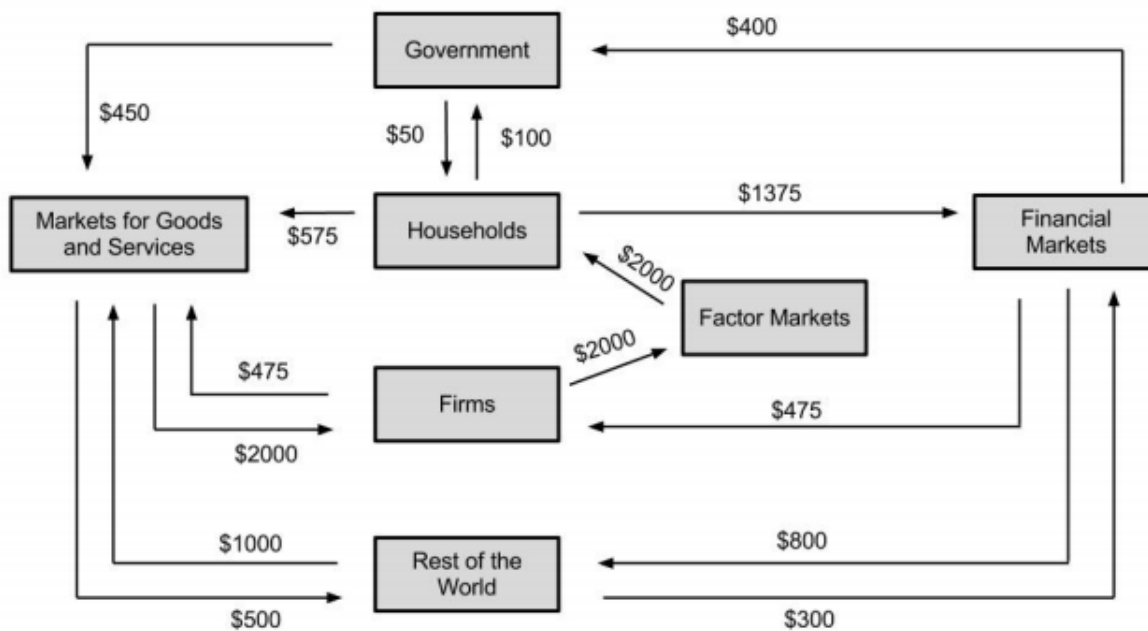 Government
$400
$450
$50
$100
Markets for Goods
and Services
$575
Households
$1375
Financial
Markets
$2000
Factor Markets
$2000
$475
Firms
$475
$2000
$1000
Rest of the
World
$800
$500
$300